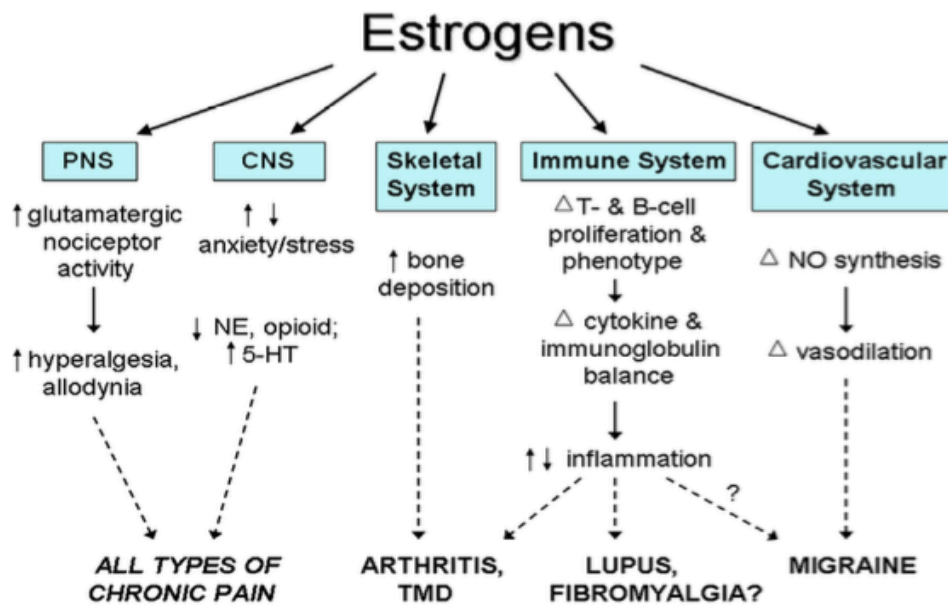 Estrogens
PNS
↑ glutamatergic
nociceptor
activity
↑ hyperalgesia,
allodynia
CNS
↑ ↓
anxiety/stress
↓ NE, opioid;
↑ 5-HT
ALL TYPES OF
CHRONIC PAIN
Skeletal
System
↑ bone
deposition
Immune System
△ T- & B-cell
proliferation &
phenotype
△ cytokine &
immunoglobulin
balance
↑↓ inflammation
?
ARTHRITIS,
TMD
LUPUS,
FIBROMYALGIA?
Cardiovascular
System
△ NO synthesis
△ vasodilation
MIGRAINE